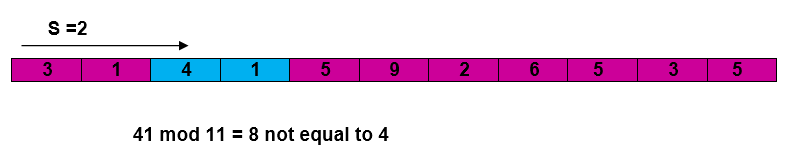 S =2
3 1 4 1 5 9 2 6 5 3 5
41 mod 11 = 8 not equal to 4